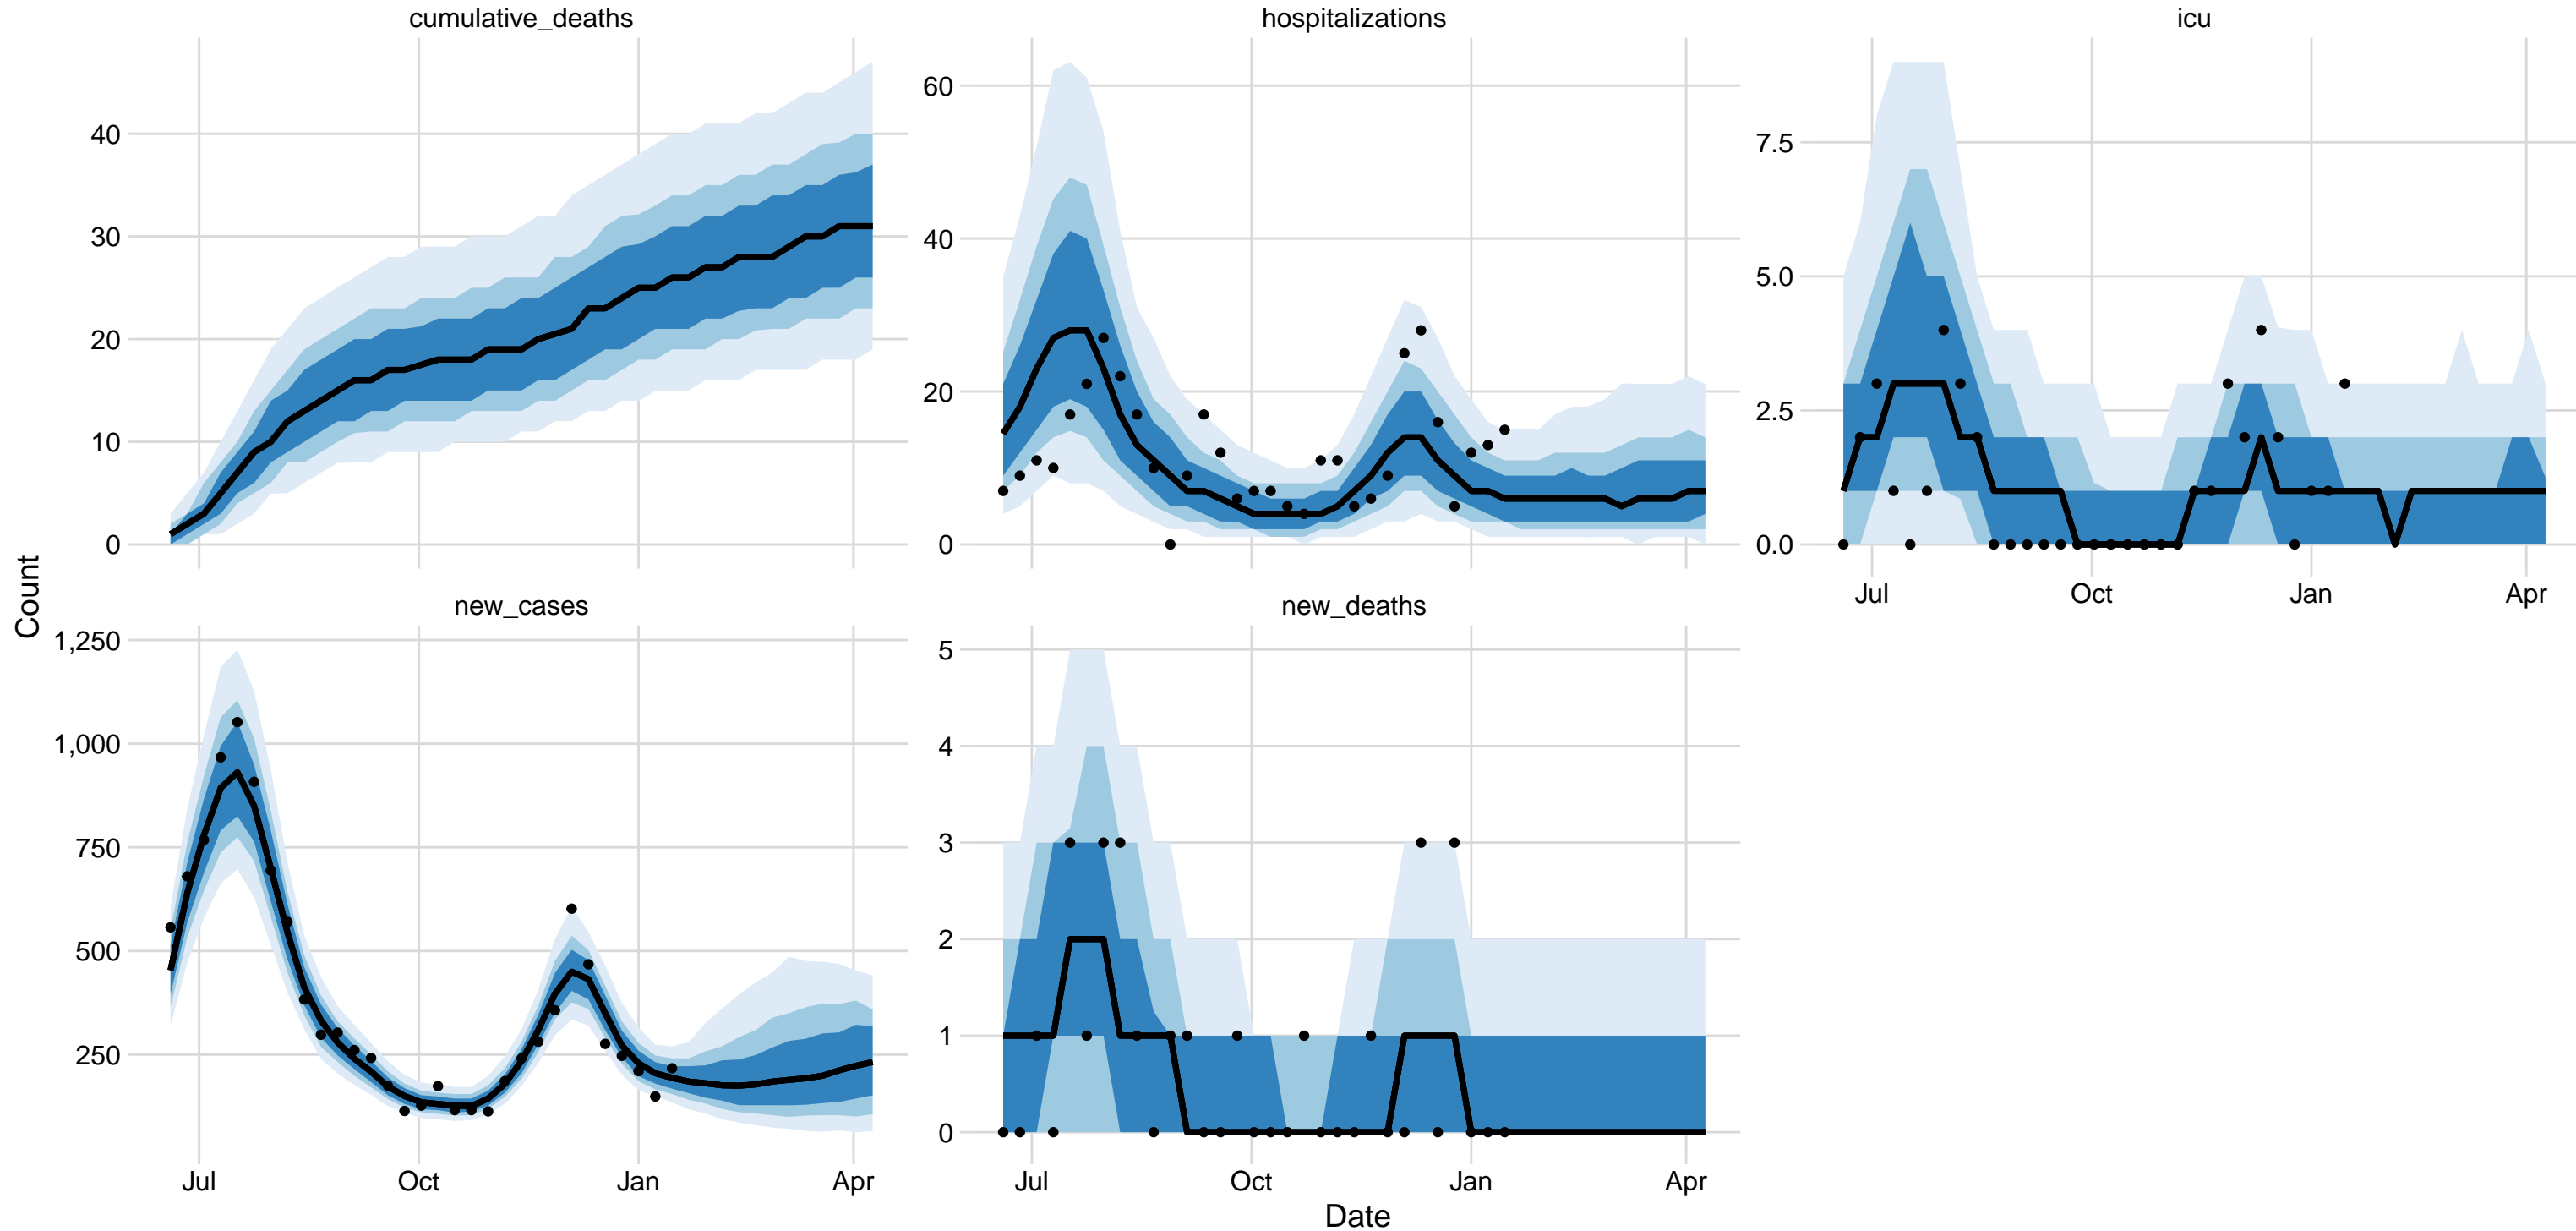 cumulative_deaths
hospitalizations
icu
40
30
20
10
0
60
40
20
0
7.5
5.0
2.5
0.0
Jul
Oct
Jan
Apr
Count
new_cases
new_deaths
1,250
1,000
750
500
250
5
4
3
2
1
0
Jul
Oct
Jan
Apr
Jul
Oct
Jan
Apr
Date